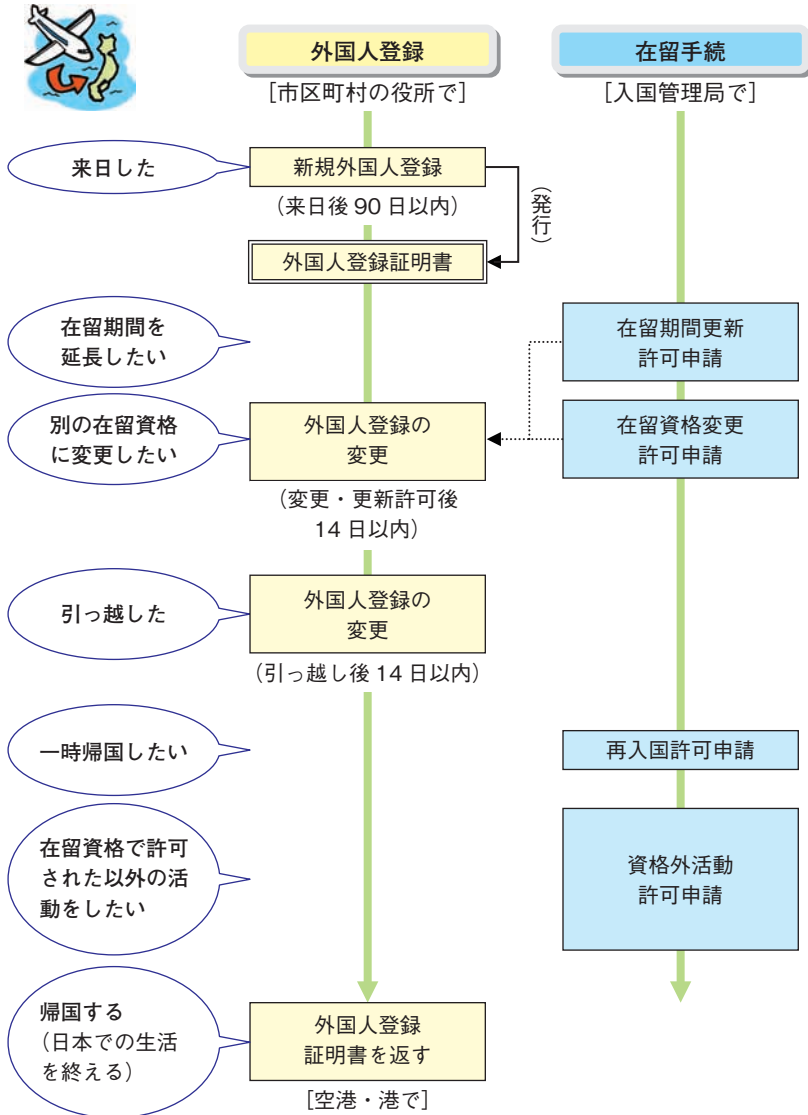 外国人登録
在留手続
［市区町村の役所で］
［入国管理局で］
来日した
新規外国人登録
（来日後 90 日以内）
（発行）
外国人登録証明書
在留期間を
延長したい
在留期間更新
許可申請
別の在留資格
に変更したい
外国人登録の
変更
在留資格変更
許可申請
（変更・更新許可後
14 日以内）
引っ越した
外国人登録の
変更
（引っ越し後 14 日以内）
一時帰国したい
再入国許可申請
在留資格で許可
された以外の活
動をしたい
資格外活動
許可申請
帰国する
（日本での生活
を終える）
外国人登録
証明書を返す
［空港・港で］